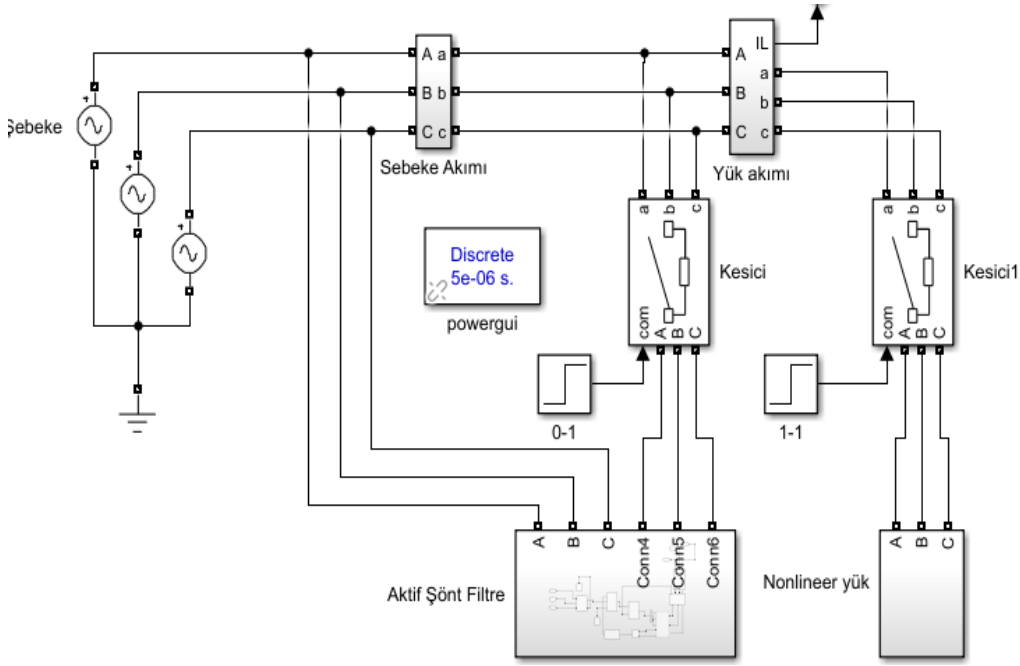 IL
A a
A
a
B b
B
b
C c
C
c
Şebeke
Sebeke Akımı
Yük akımı
a b c
a b c
Discrete
5e-06 s.
powergui
Kesici
Kesici1
com
A B C
com
A B C
0-1
1-1
A B C Conn4 Conn5 Conn6
A B C
Aktif Şönt Filtre
Nonlineer yük